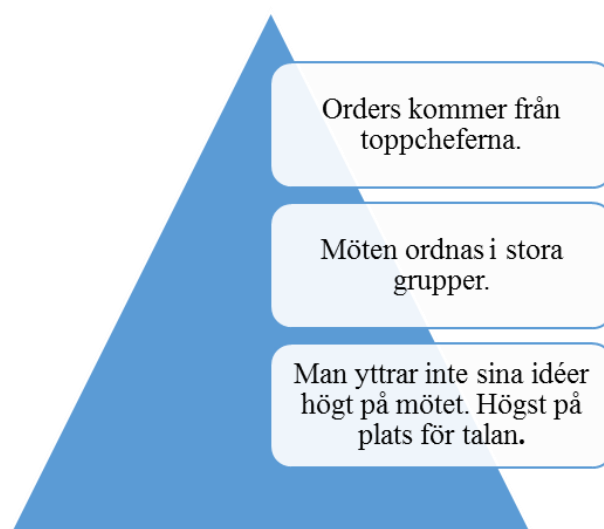 Orders kommer från
toppcheferna.
Möten ordnas i stora
grupper.
Man yttrar inte sina idéer
högt på mötet. Högst på
plats för talan.